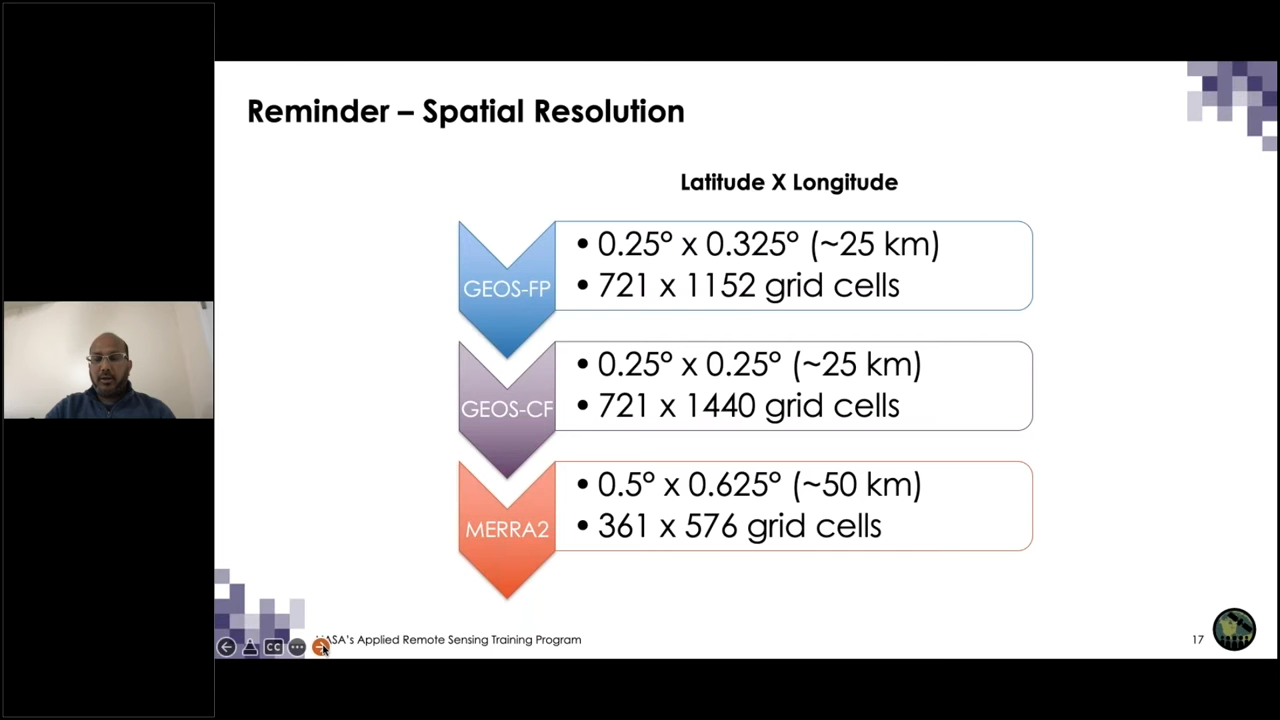 Reminder – Spatial Resolution
Latitude X Longitude
GEOS-FP
• 0.25° x 0.325° (~25 km)
• 721 x 1152 grid cells
GEOS-CF
• 0.25° x 0.25° (~25 km)
• 721 x 1440 grid cells
MERRA2
• 0.5° x 0.625° (~50 km)
• 361 x 576 grid cells
CC
ASA's Applied Remote Sensing Training Program
17